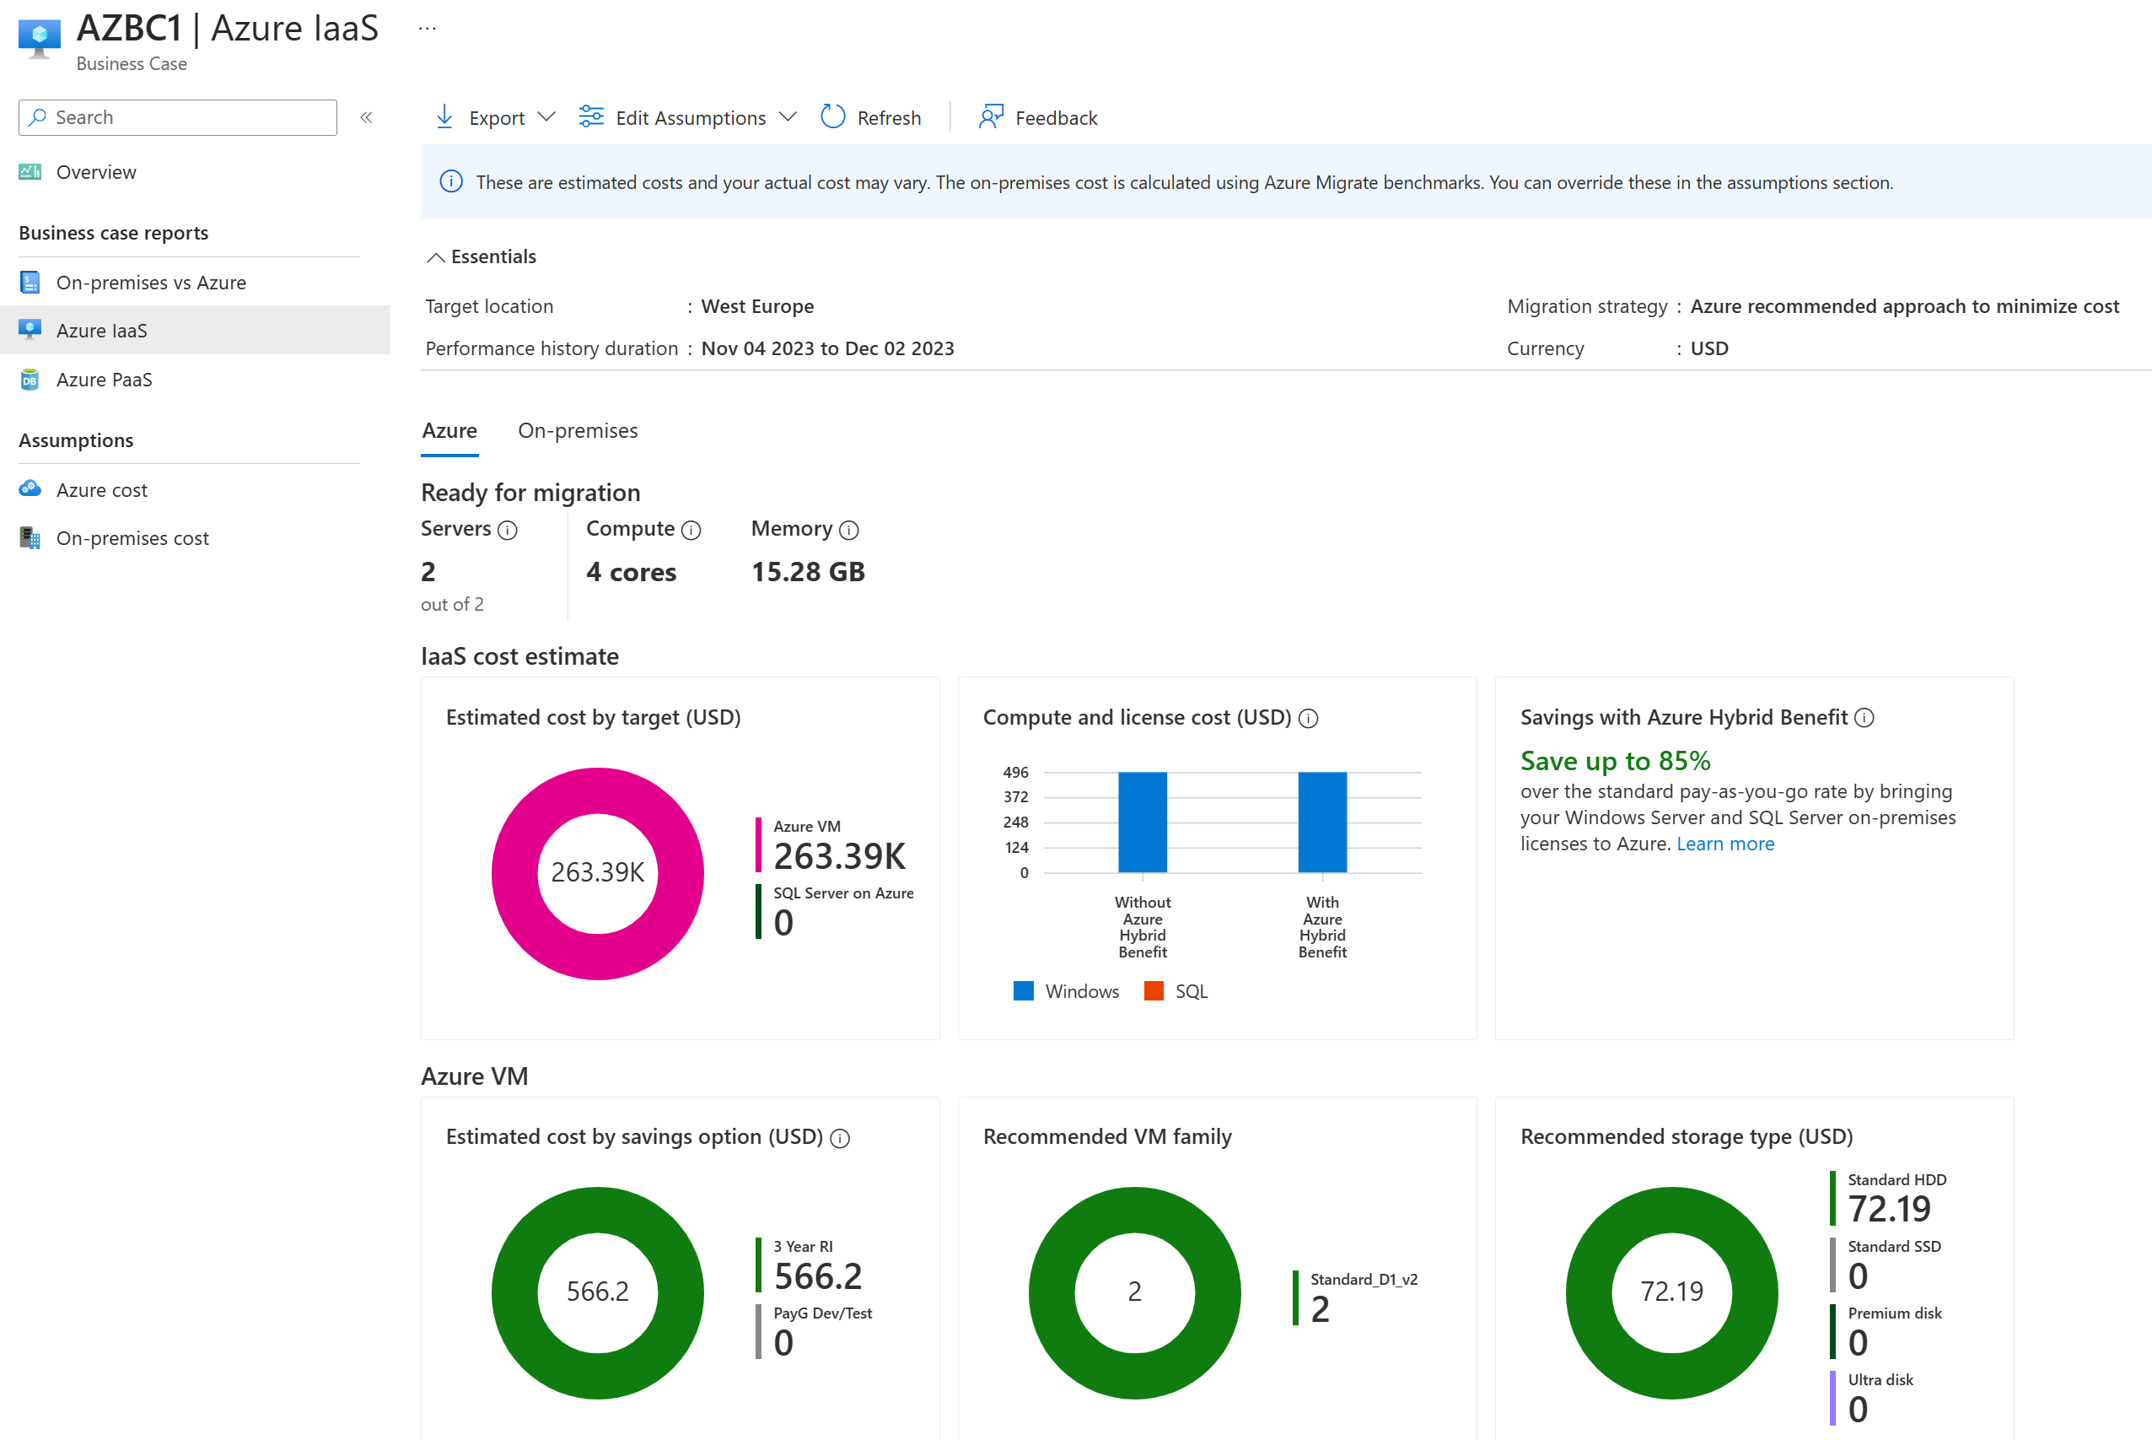 AZBC1 | Azure IaaS ...
Business Case
Search
«
Overview
Business case reports
On-premises vs Azure
Azure IaaS
Azure PaaS
Assumptions
Azure cost
On-premises cost
Export
Edit Assumptions
Refresh
Feedback
These are estimated costs and your actual cost may vary. The on-premises cost is calculated using Azure Migrate benchmarks. You can override these in the assumptions section.
Essentials
Target location : West Europe
Migration strategy : Azure recommended approach to minimize cost
Performance history duration : Nov 04 2023 to Dec 02 2023
Currency : USD
Azure
On-premises
Ready for migration
Servers
2
out of 2
Compute
4 cores
Memory
15.28 GB
IaaS cost estimate
Estimated cost by target (USD)
263.39K
Azure VM
263.39K
SQL Server on Azure
0
Compute and license cost (USD)
496
372
248
124
0
Without
Azure
Hybrid
Benefit
With
Azure
Hybrid
Benefit
Windows
SQL
Savings with Azure Hybrid Benefit
Save up to 85%
over the standard pay-as-you-go rate by bringing
your Windows Server and SQL Server on-premises
licenses to Azure. Learn more
Azure VM
Estimated cost by savings option (USD)
566.2
3 Year RI
566.2
PayG Dev/Test
0
Recommended VM family
2
Standard_D1_v2
2
Recommended storage type (USD)
72.19
Standard HDD
72.19
Standard SSD
0
Premium disk
0
Ultra disk
0
DB